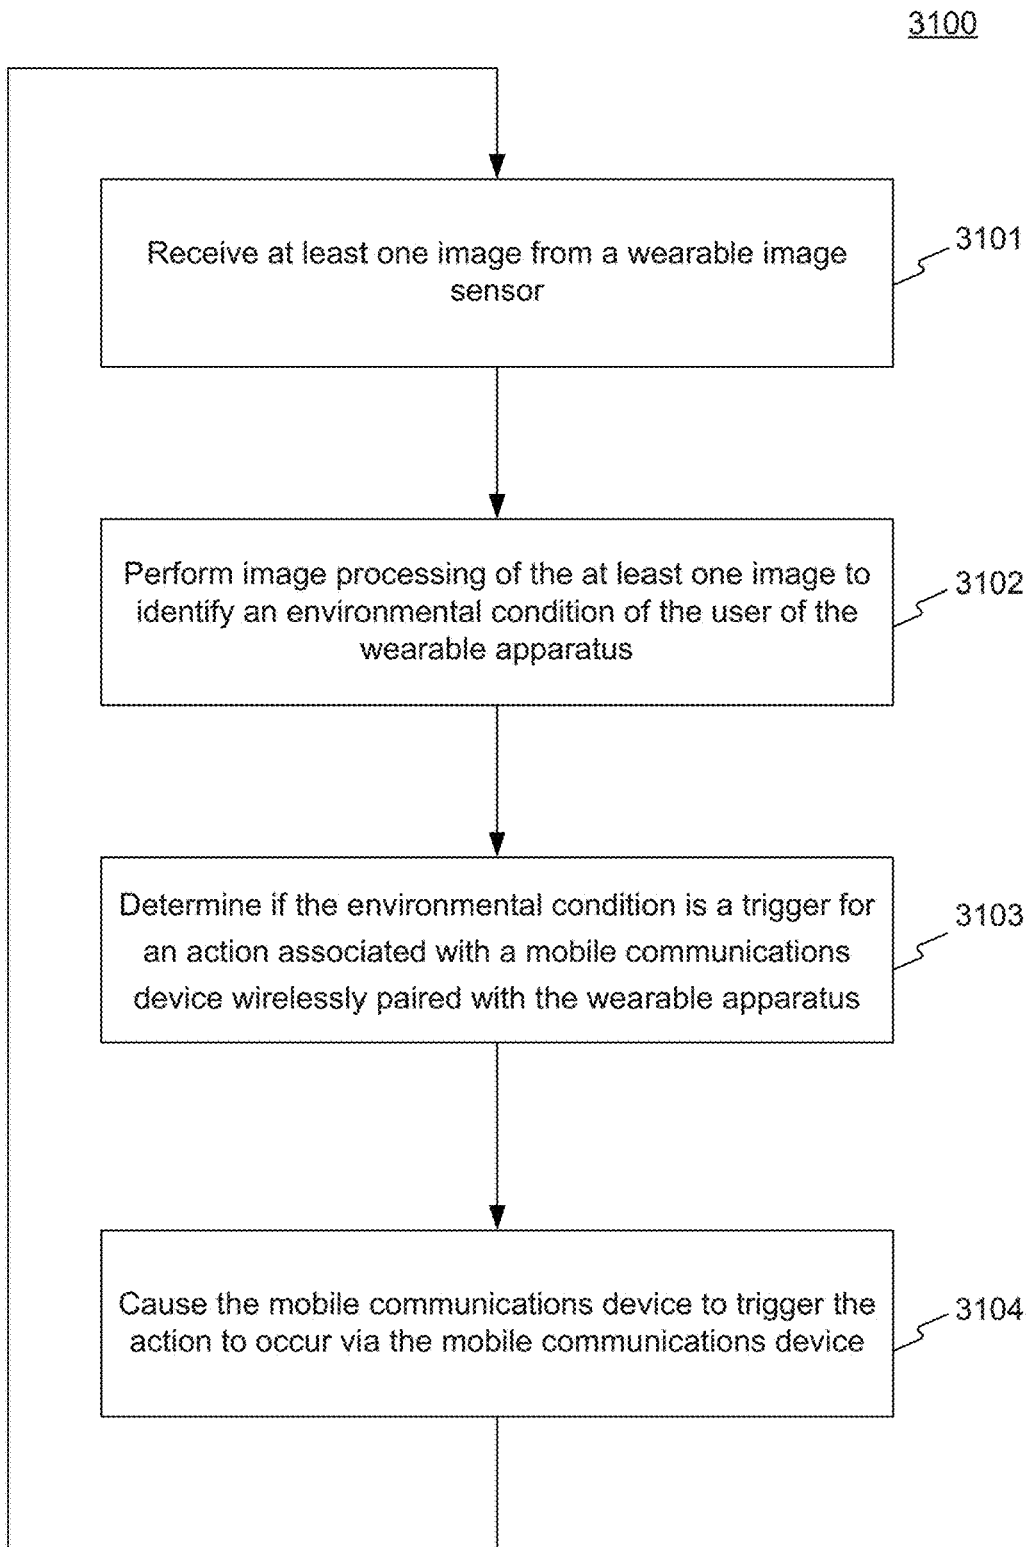 3100
Receive at least one image from a wearable image
sensor
3101
Perform image processing of the at least one image to
identify an environmental condition of the user of the
wearable apparatus
3102
Determine if the environmental condition is a trigger for
an action associated with a mobile communications
device wirelessly paired with the wearable apparatus
3103
Cause the mobile communications device to trigger the
action to occur via the mobile communications device
3104